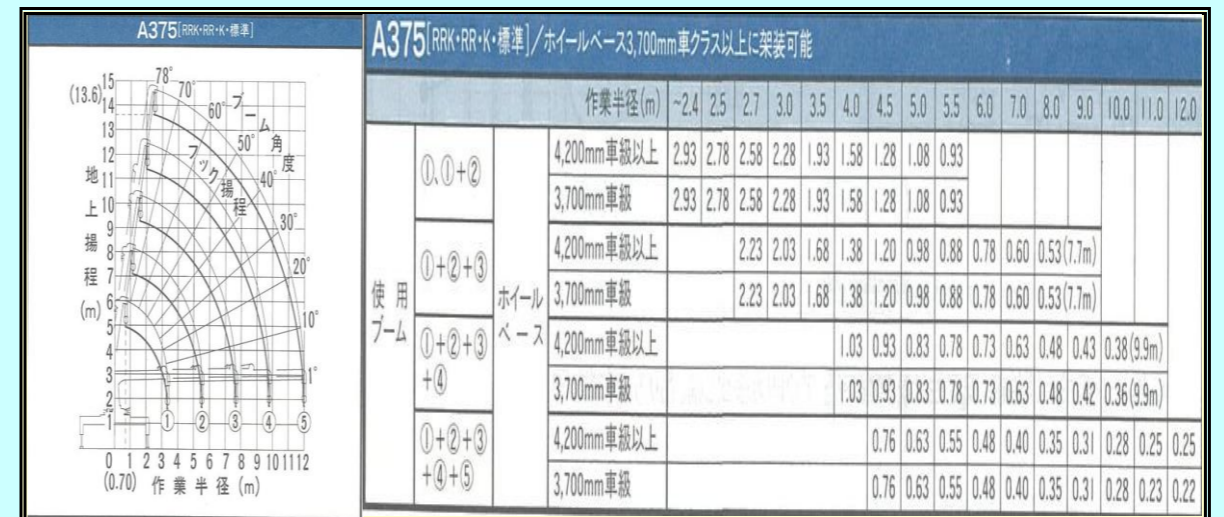 A375[RRK・RR・K・標準]
(13.6)
15
14
13
12
11
10
9
8
7
6
5
4
3
2
1
地上揚程(m)
78° 70° 60° 50° 40° 30° 20° 10° 1°
ブーム角度
フック揚程
① ② ③ ④ ⑤
0 1 2 3 4 5 6 7 8 9 10 11 12
(0.70) 作業半径(m)
A375[RRK・RR・K・標準]/ホイールベース3,700mm車クラス以上に架装可能
作業半径(m) ~2.4 2.5 2.7 3.0 3.5 4.0 4.5 5.0 5.5 6.0 7.0 8.0 9.0 10.0 11.0 12.0
使用ブーム
ホイールベース
①、①+②
4,200mm車級以上 2.93 2.78 2.58 2.28 1.93 1.58 1.28 1.08 0.93
3,700mm車級 2.93 2.78 2.58 2.28 1.93 1.58 1.28 1.08 0.93
①+②+③
4,200mm車級以上 2.23 2.03 1.68 1.38 1.20 0.98 0.88 0.78 0.60 0.53(7.7m)
3,700mm車級 2.23 2.03 1.68 1.38 1.20 0.98 0.88 0.78 0.60 0.53(7.7m)
①+②+③+④
4,200mm車級以上 1.03 0.93 0.83 0.78 0.73 0.63 0.48 0.43 0.38(9.9m)
3,700mm車級 1.03 0.93 0.83 0.78 0.73 0.63 0.48 0.42 0.36(9.9m)
①+②+③+④+⑤
4,200mm車級以上 0.76 0.63 0.55 0.48 0.40 0.35 0.31 0.28 0.25 0.25
3,700mm車級 0.76 0.63 0.55 0.48 0.40 0.35 0.31 0.28 0.23 0.22